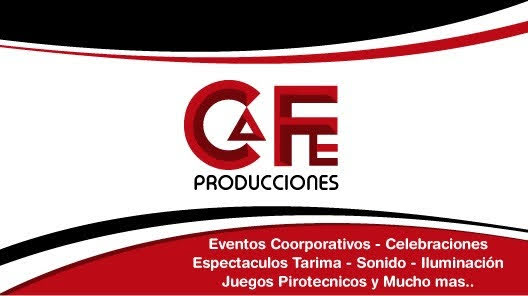 CAFE
PRODUCCIONES
Eventos Coorporativos - Celebraciones
Espectaculos Tarima - Sonido - Iluminación
Juegos Pirotecnicos y Mucho mas..